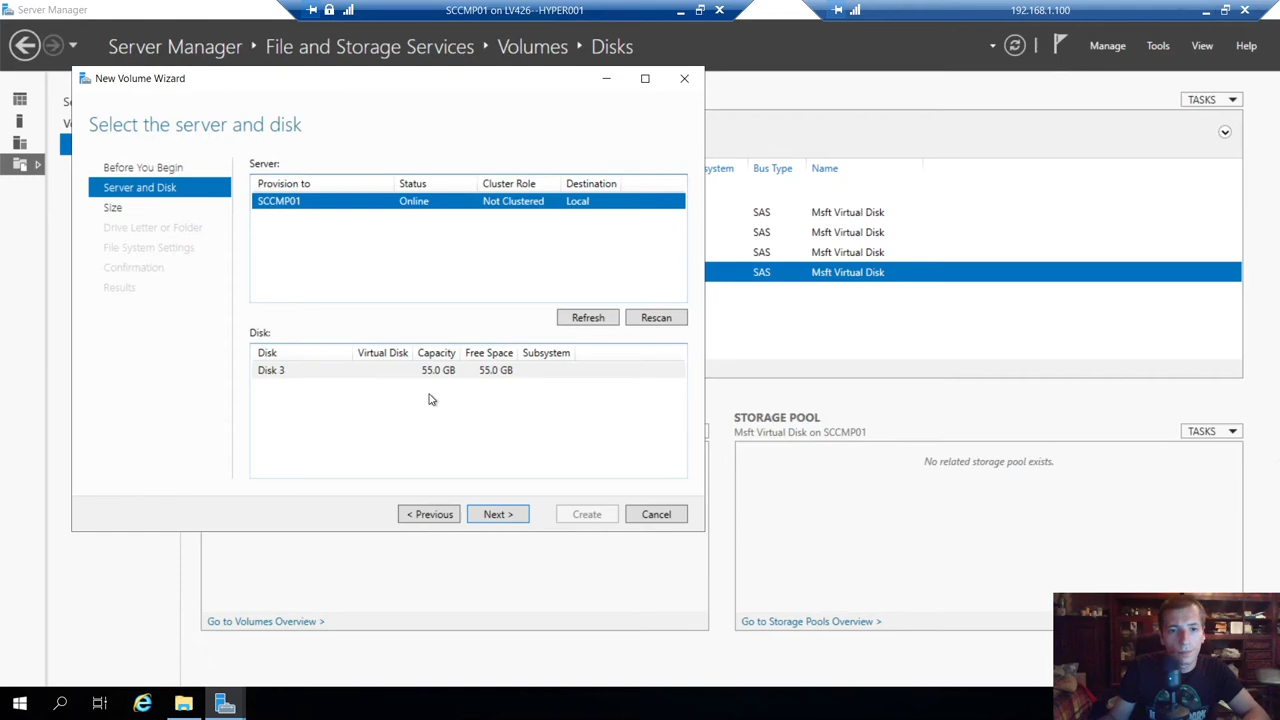 Server Manager
SCCMP01 on LV426--HYPER001
192.168.1.100
Server Manager ‣ File and Storage Services ‣ Volumes ‣ Disks
Manage Tools View Help
New Volume Wizard
Select the server and disk
Before You Begin
Server and Disk
Size
Drive Letter or Folder
File System Settings
Confirmation
Results
Server:
Provision to Status Cluster Role Destination
SCCMP01 Online Not Clustered Local
Refresh Rescan
Disk:
Disk Virtual Disk Capacity Free Space Subsystem
Disk 3 55.0 GB 55.0 GB
< Previous Next > Create Cancel
TASKS
Bus Type Name
SAS Msft Virtual Disk
SAS Msft Virtual Disk
SAS Msft Virtual Disk
SAS Msft Virtual Disk
STORAGE POOL
Msft Virtual Disk on SCCMP01
TASKS
No related storage pool exists.
Go to Volumes Overview >
Go to Storage Pools Overview >